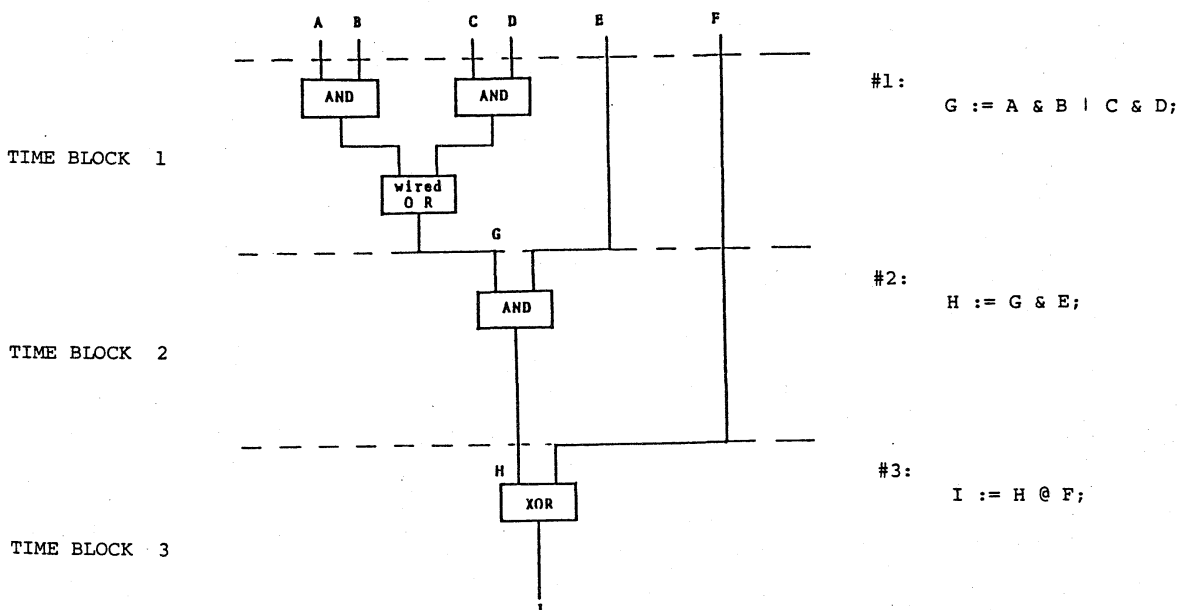 A B C D E F
AND AND
#1:
G := A & B | C & D;
TIME BLOCK 1
wired
O R
G
#2:
AND
H := G & E;
TIME BLOCK 2
H
#3:
XOR
I := H @ F;
TIME BLOCK 3